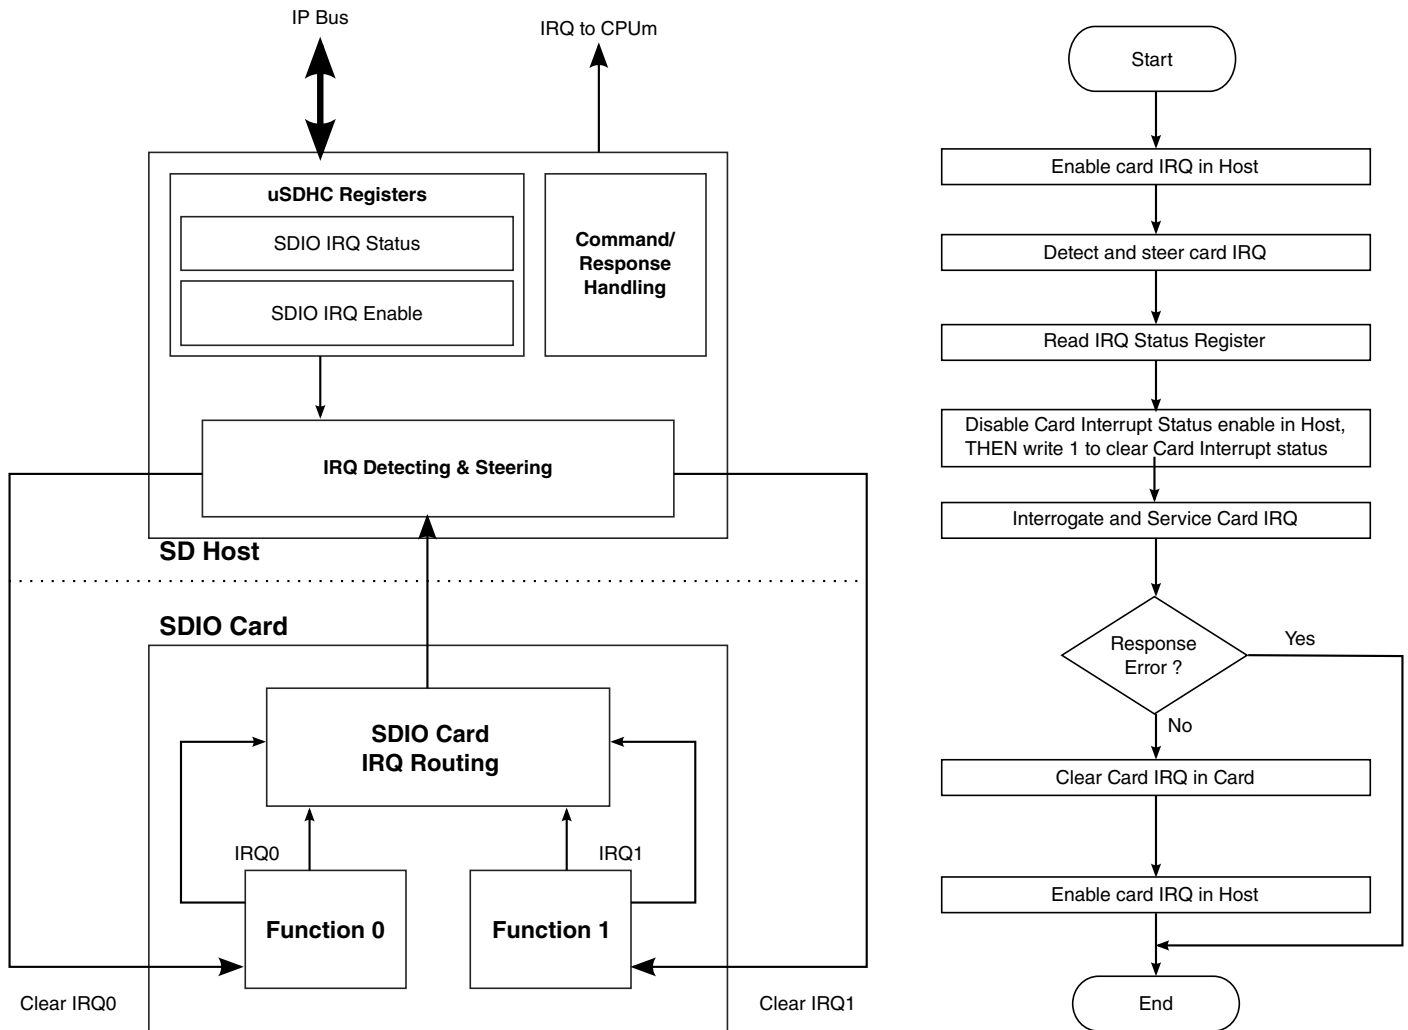 IP Bus
IRQ to CPUm
uSDHC Registers
SDIO IRQ Status
SDIO IRQ Enable
Command/
Response
Handling
IRQ Detecting & Steering
SD Host
SDIO Card
SDIO Card
IRQ Routing
IRQ0
IRQ1
Function 0
Function 1
Clear IRQ0
Clear IRQ1
Start
Enable card IRQ in Host
Detect and steer card IRQ
Read IRQ Status Register
Disable Card Interrupt Status enable in Host,
THEN write 1 to clear Card Interrupt status
Interrogate and Service Card IRQ
Response
Error ?
Yes
No
Clear Card IRQ in Card
Enable card IRQ in Host
End